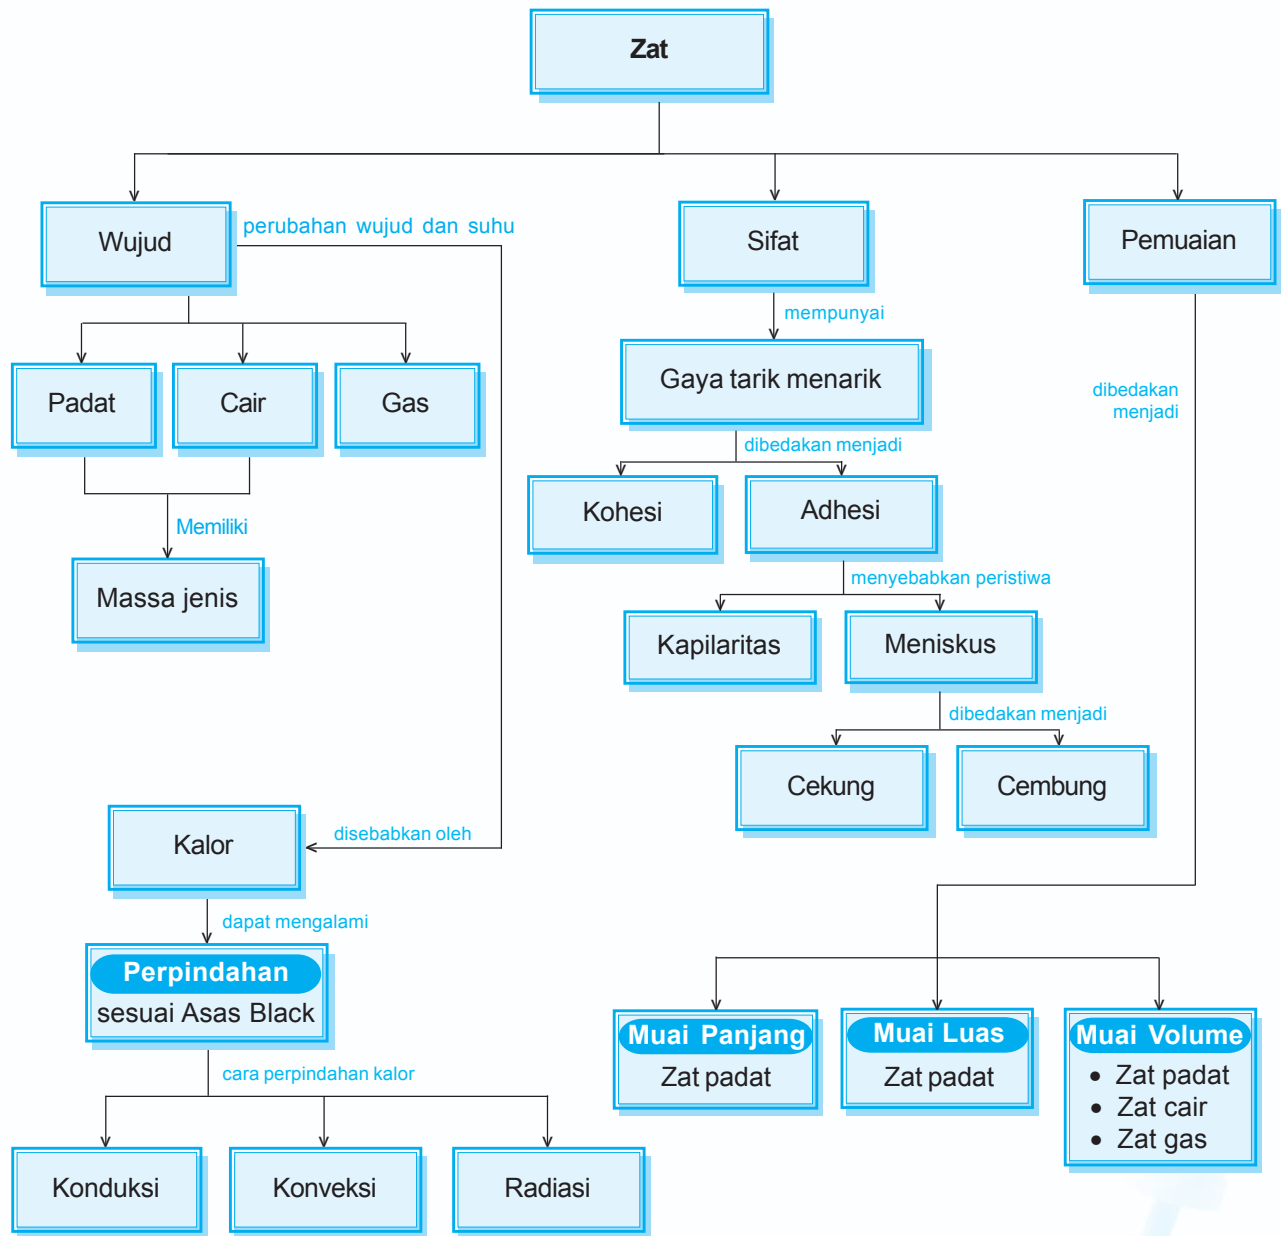 Zat
Wujud
perubahan wujud dan suhu
Sifat
Pemuaian
mempunyai
Padat
Cair
Gas
Gaya tarik menarik
dibedakan
menjadi
dibedakan menjadi
Kohesi
Adhesi
Memiliki
Massa jenis
menyebabkan peristiwa
Kapilaritas
Meniskus
dibedakan menjadi
Cekung
Cembung
Kalor
disebabkan oleh
dapat mengalami
Perpindahan
sesuai Asas Black
cara perpindahan kalor
Konduksi
Konveksi
Radiasi
Muai Panjang
Zat padat
Muai Luas
Zat padat
Muai Volume
• Zat padat
• Zat cair
• Zat gas